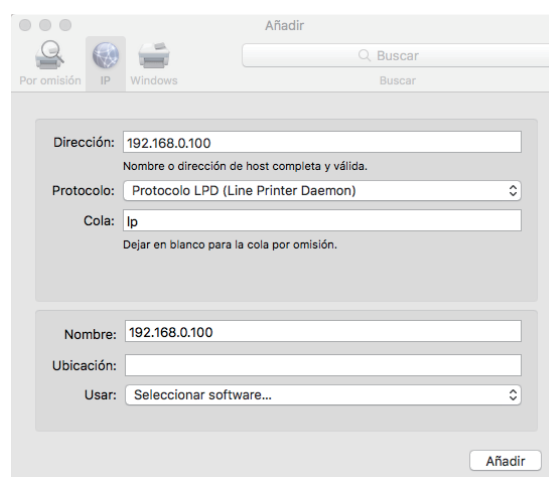 Añadir
Por omisión IP Windows
Buscar
Buscar
Dirección: 192.168.0.100
Nombre o dirección de host completa y válida.
Protocolo: Protocolo LPD (Line Printer Daemon)
Cola: lp
Dejar en blanco para la cola por omisión.
Nombre: 192.168.0.100
Ubicación:
Usar: Seleccionar software...
Añadir